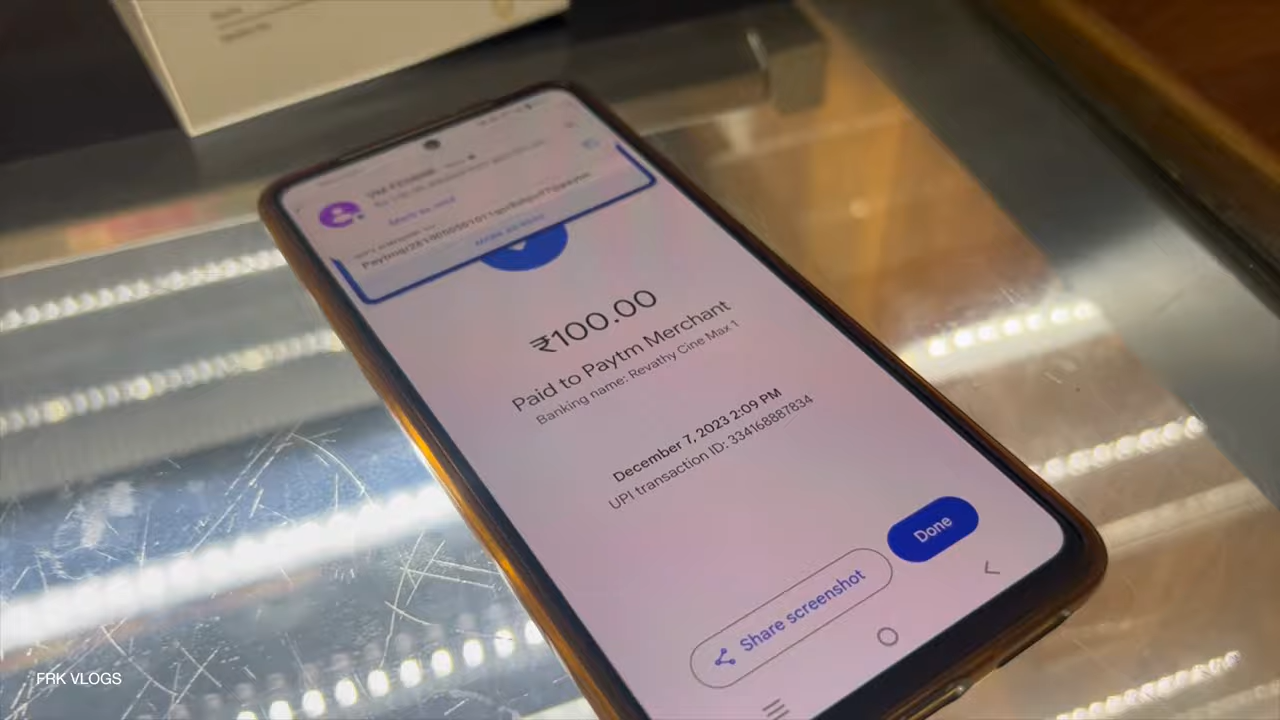 ₹100.00
Paid to Paytm Merchant
Banking name: Revathy Cine Max 1
December 7, 2023 2:09 PM
UPI transaction ID: 334168887834
Done
Share screenshot
FRK VLOGS